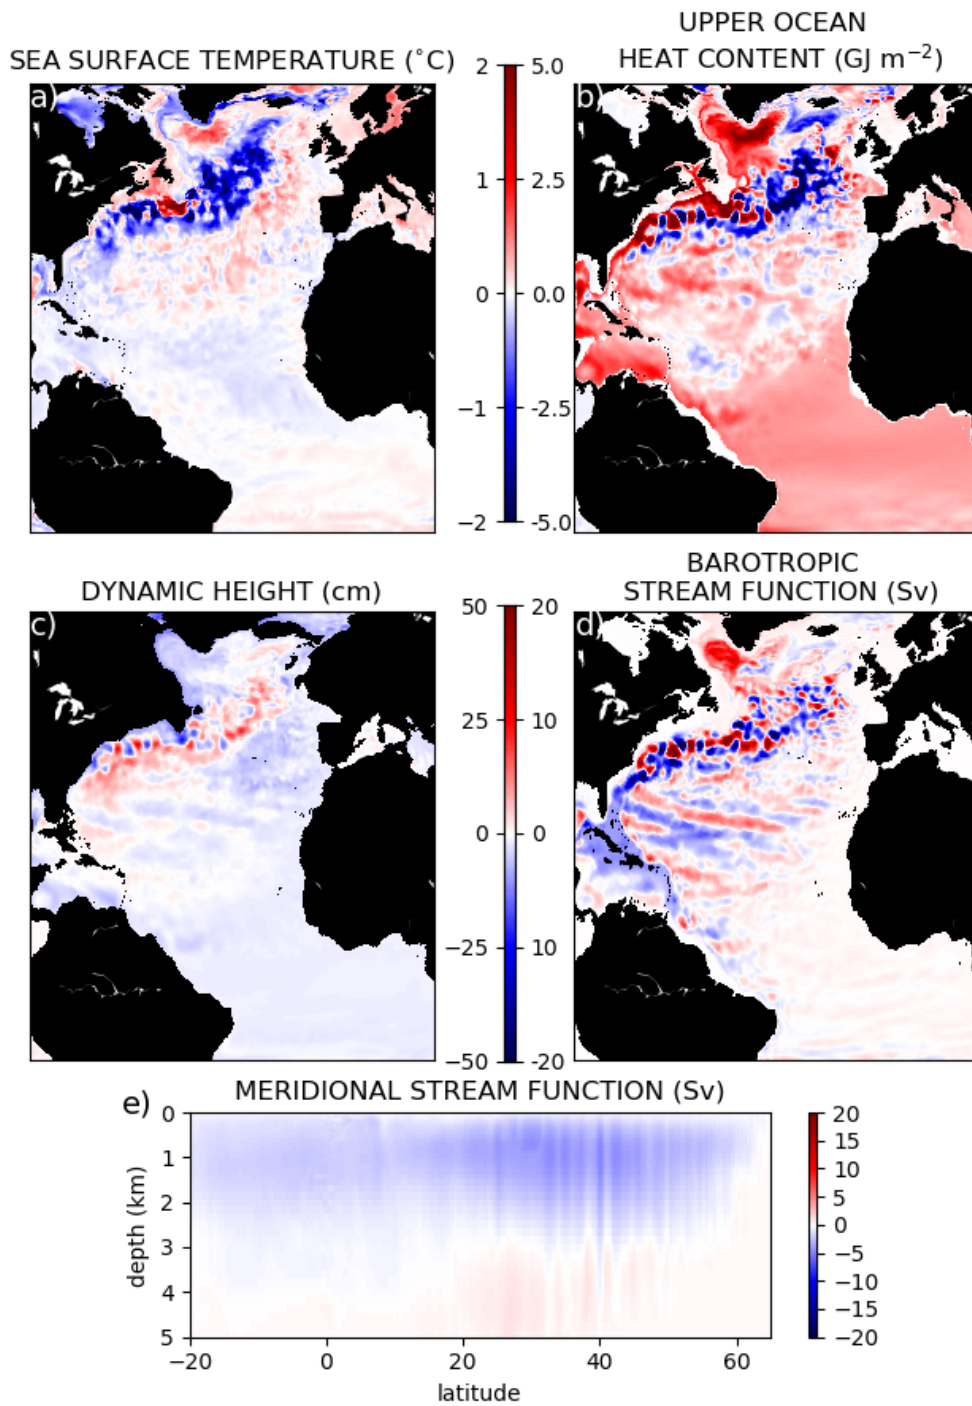 UPPER OCEAN
SEA SURFACE TEMPERATURE (°C)
HEAT CONTENT (GJ m⁻²)
a)
2
1
0
−1
−2
5.0
2.5
0.0
-2.5
-5.0
b)
BAROTROPIC
DYNAMIC HEIGHT (cm)
STREAM FUNCTION (Sv)
c)
50
25
0
−25
−50
20
10
0
-10
-20
d)
MERIDIONAL STREAM FUNCTION (Sv)
e)
0
1
2
3
4
5
depth (km)
−20
0
20
40
60
latitude
20
15
10
5
0
−5
−10
−15
−20